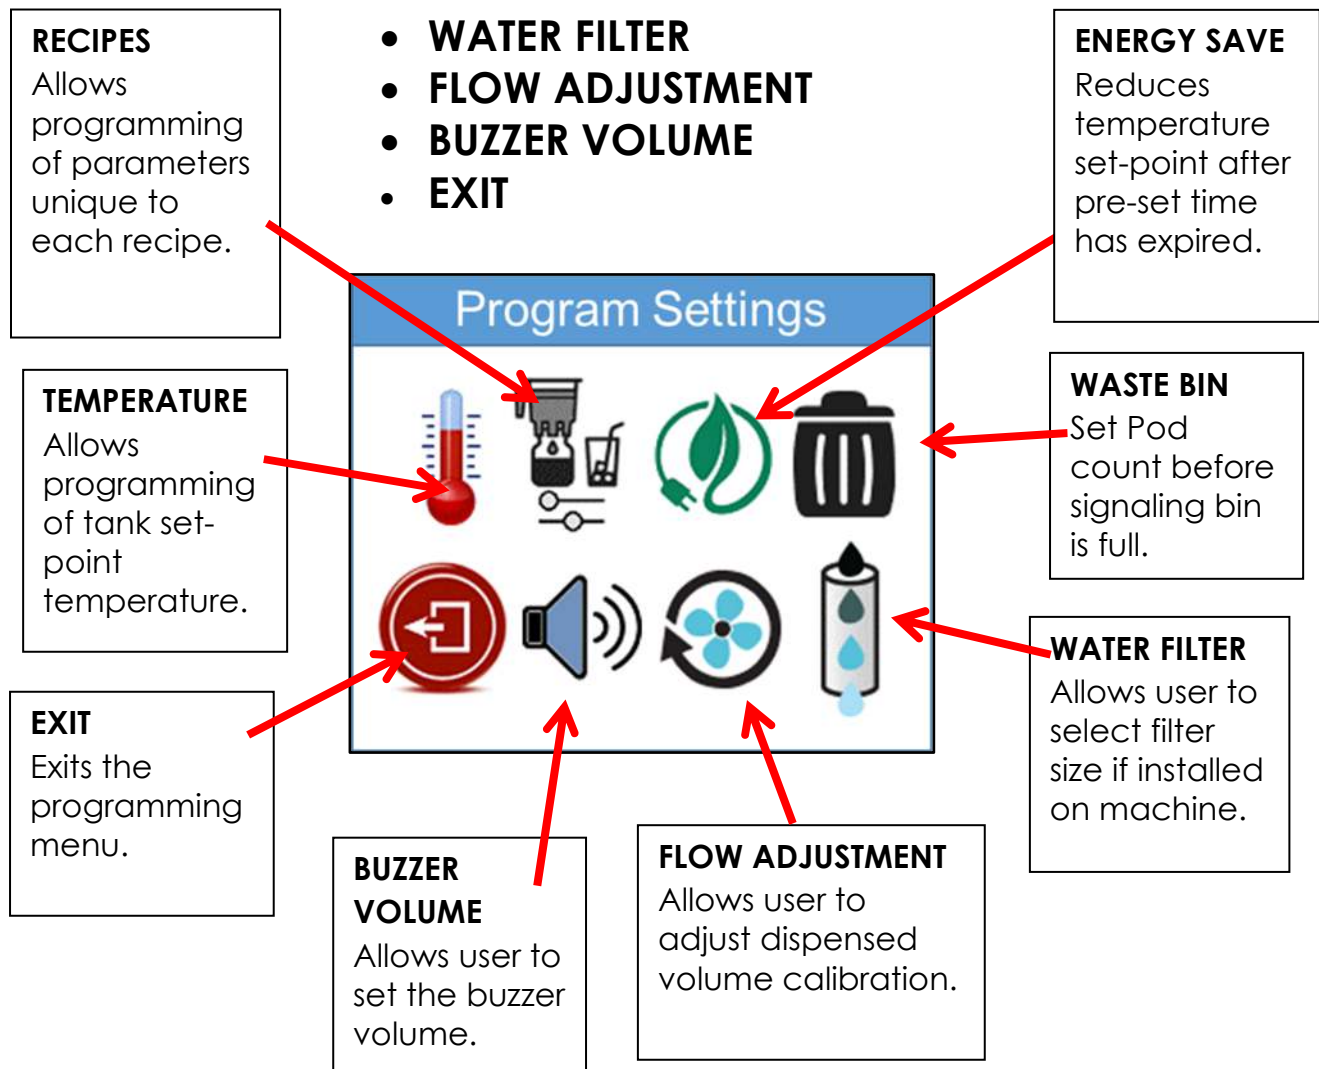 RECIPES
Allows
programming
of parameters
unique to
each recipe.
• WATER FILTER
• FLOW ADJUSTMENT
• BUZZER VOLUME
• EXIT
ENERGY SAVE
Reduces
temperature
set-point after
pre-set time
has expired.
Program Settings
TEMPERATURE
Allows
programming
of tank set-
point
temperature.
WASTE BIN
Set Pod
count before
signaling bin
is full.
EXIT
Exits the
programming
menu.
BUZZER
VOLUME
Allows user to
set the buzzer
volume.
FLOW ADJUSTMENT
Allows user to
adjust dispensed
volume calibration.
WATER FILTER
Allows user to
select filter
size if installed
on machine.